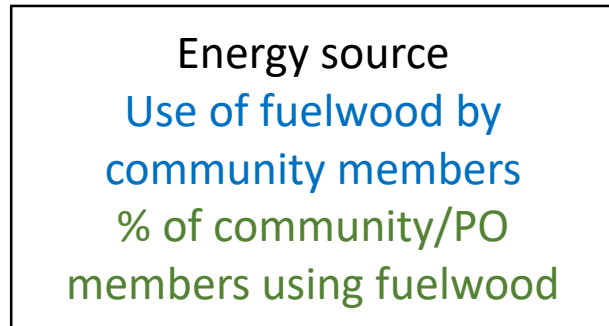 Energy source
Use of fuelwood by
community members
% of community/PO
members using fuelwood